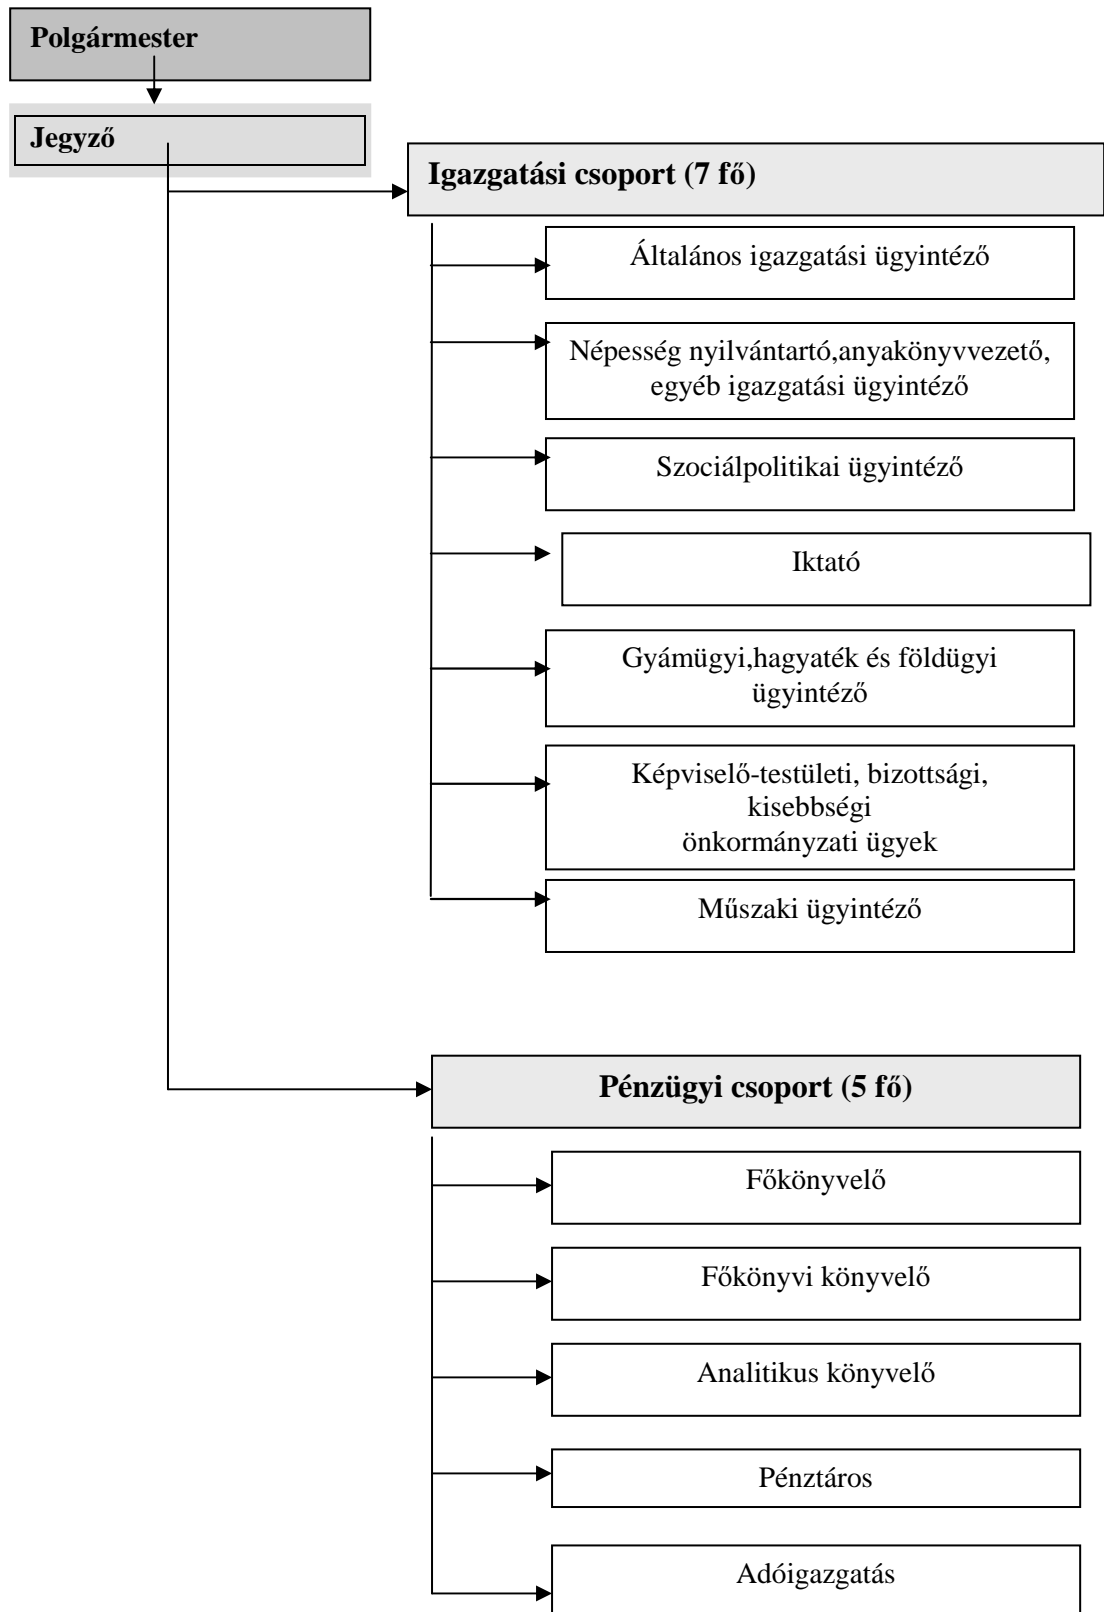 Polgármester
Jegyző
Igazgatási csoport (7 fő)
Általános igazgatási ügyintéző
Népesség nyilvántartó,anyakönyvvezető,
egyéb igazgatási ügyintéző
Szociálpolitikai ügyintéző
Iktató
Gyámügyi,hagyaték és földügyi
ügyintéző
Képviselő-testületi, bizottsági,
kisebbségi
önkormányzati ügyek
Műszaki ügyintéző
Pénzügyi csoport (5 fő)
Főkönyvelő
Főkönyvi könyvelő
Analitikus könyvelő
Pénztáros
Adóigazgatás